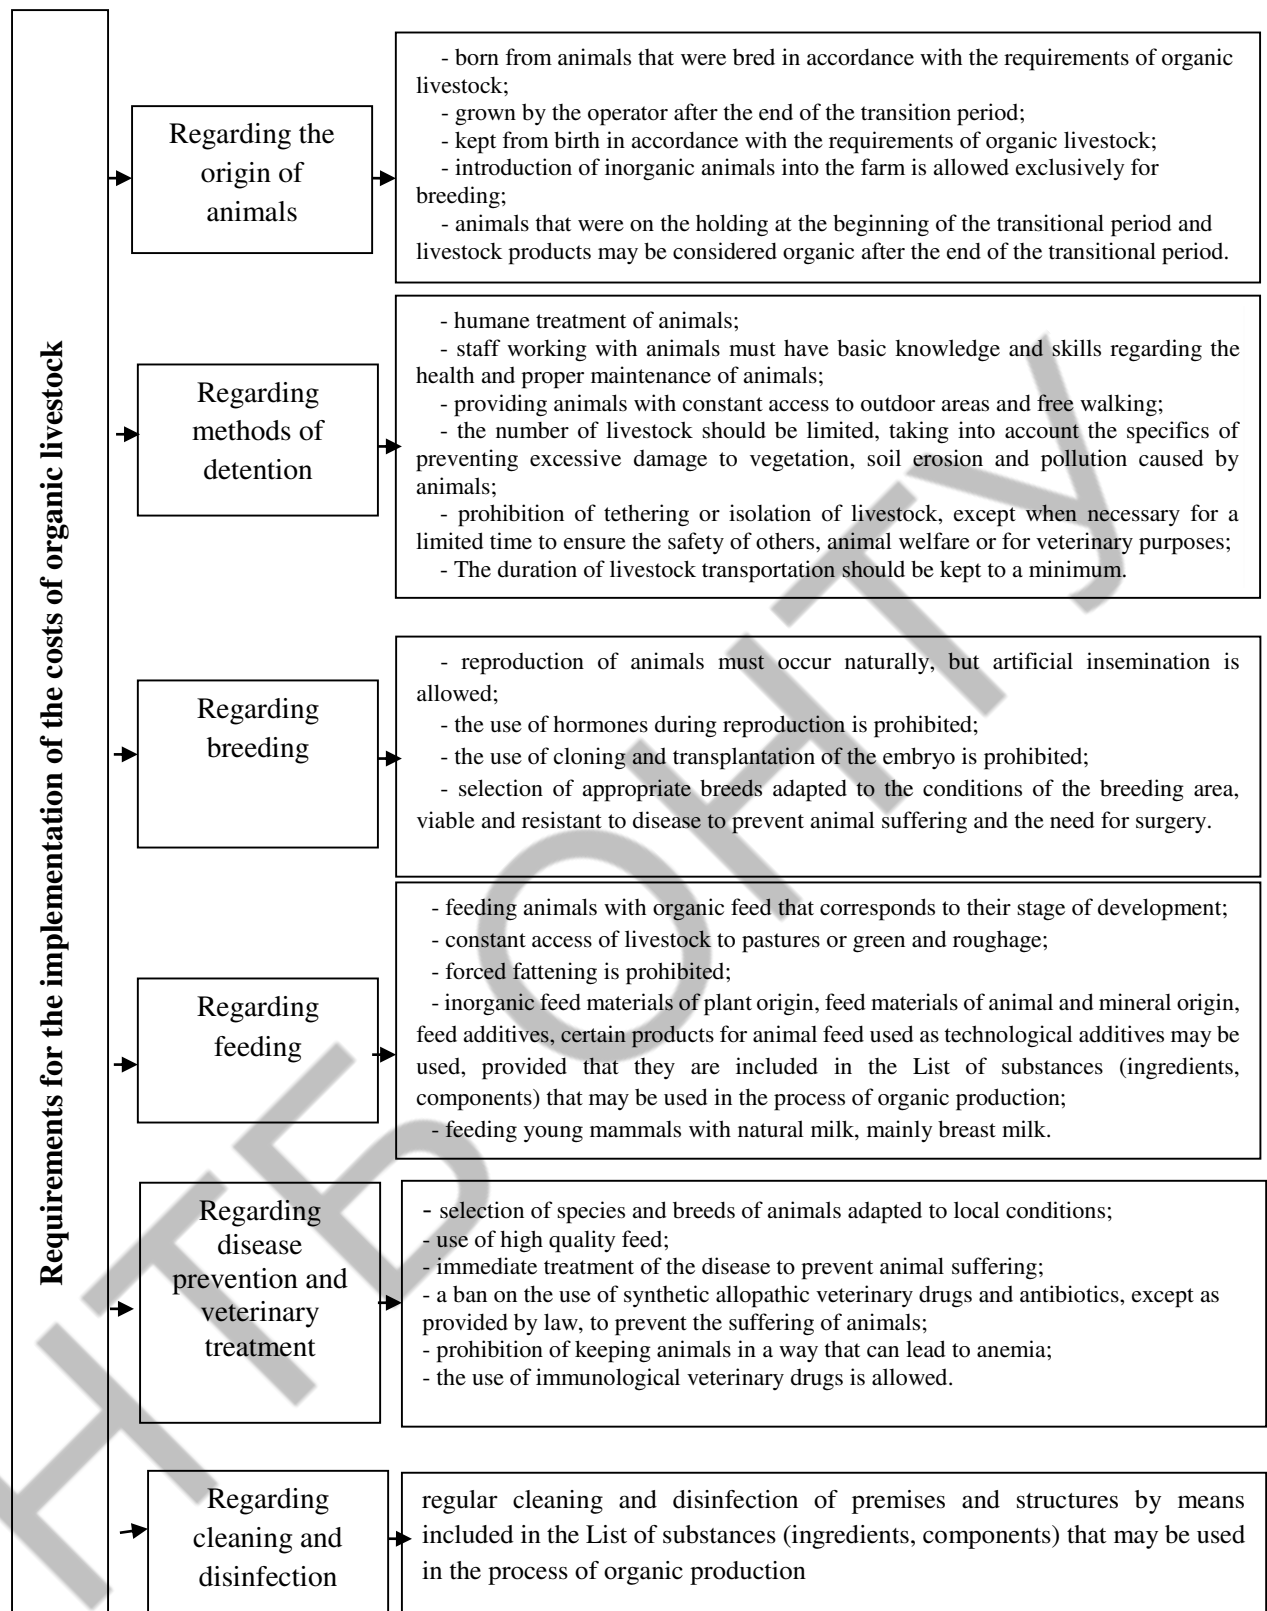 Requirements for the implementation of the costs of organic livestock
Regarding the
origin of
animals
- born from animals that were bred in accordance with the requirements of organic
livestock;
- grown by the operator after the end of the transition period;
- kept from birth in accordance with the requirements of organic livestock;
- introduction of inorganic animals into the farm is allowed exclusively for
breeding;
- animals that were on the holding at the beginning of the transitional period and
livestock products may be considered organic after the end of the transitional period.
Regarding
methods of
detention
- humane treatment of animals;
- staff working with animals must have basic knowledge and skills regarding the
health and proper maintenance of animals;
- providing animals with constant access to outdoor areas and free walking;
- the number of livestock should be limited, taking into account the specifics of
preventing excessive damage to vegetation, soil erosion and pollution caused by
animals;
- prohibition of tethering or isolation of livestock, except when necessary for a
limited time to ensure the safety of others, animal welfare or for veterinary purposes;
- The duration of livestock transportation should be kept to a minimum.
Regarding
breeding
- reproduction of animals must occur naturally, but artificial insemination is
allowed;
- the use of hormones during reproduction is prohibited;
- the use of cloning and transplantation of the embryo is prohibited;
- selection of appropriate breeds adapted to the conditions of the breeding area,
viable and resistant to disease to prevent animal suffering and the need for surgery.
Regarding
feeding
- feeding animals with organic feed that corresponds to their stage of development;
- constant access of livestock to pastures or green and roughage;
- forced fattening is prohibited;
- inorganic feed materials of plant origin, feed materials of animal and mineral origin,
feed additives, certain products for animal feed used as technological additives may be
used, provided that they are included in the List of substances (ingredients,
components) that may be used in the process of organic production;
- feeding young mammals with natural milk, mainly breast milk.
Regarding
disease
prevention and
veterinary
treatment
- selection of species and breeds of animals adapted to local conditions;
- use of high quality feed;
- immediate treatment of the disease to prevent animal suffering;
- a ban on the use of synthetic allopathic veterinary drugs and antibiotics, except as
provided by law, to prevent the suffering of animals;
- prohibition of keeping animals in a way that can lead to anemia;
- the use of immunological veterinary drugs is allowed.
Regarding
cleaning and
disinfection
regular cleaning and disinfection of premises and structures by means
included in the List of substances (ingredients, components) that may be used
in the process of organic production
НТБ ОНТУ